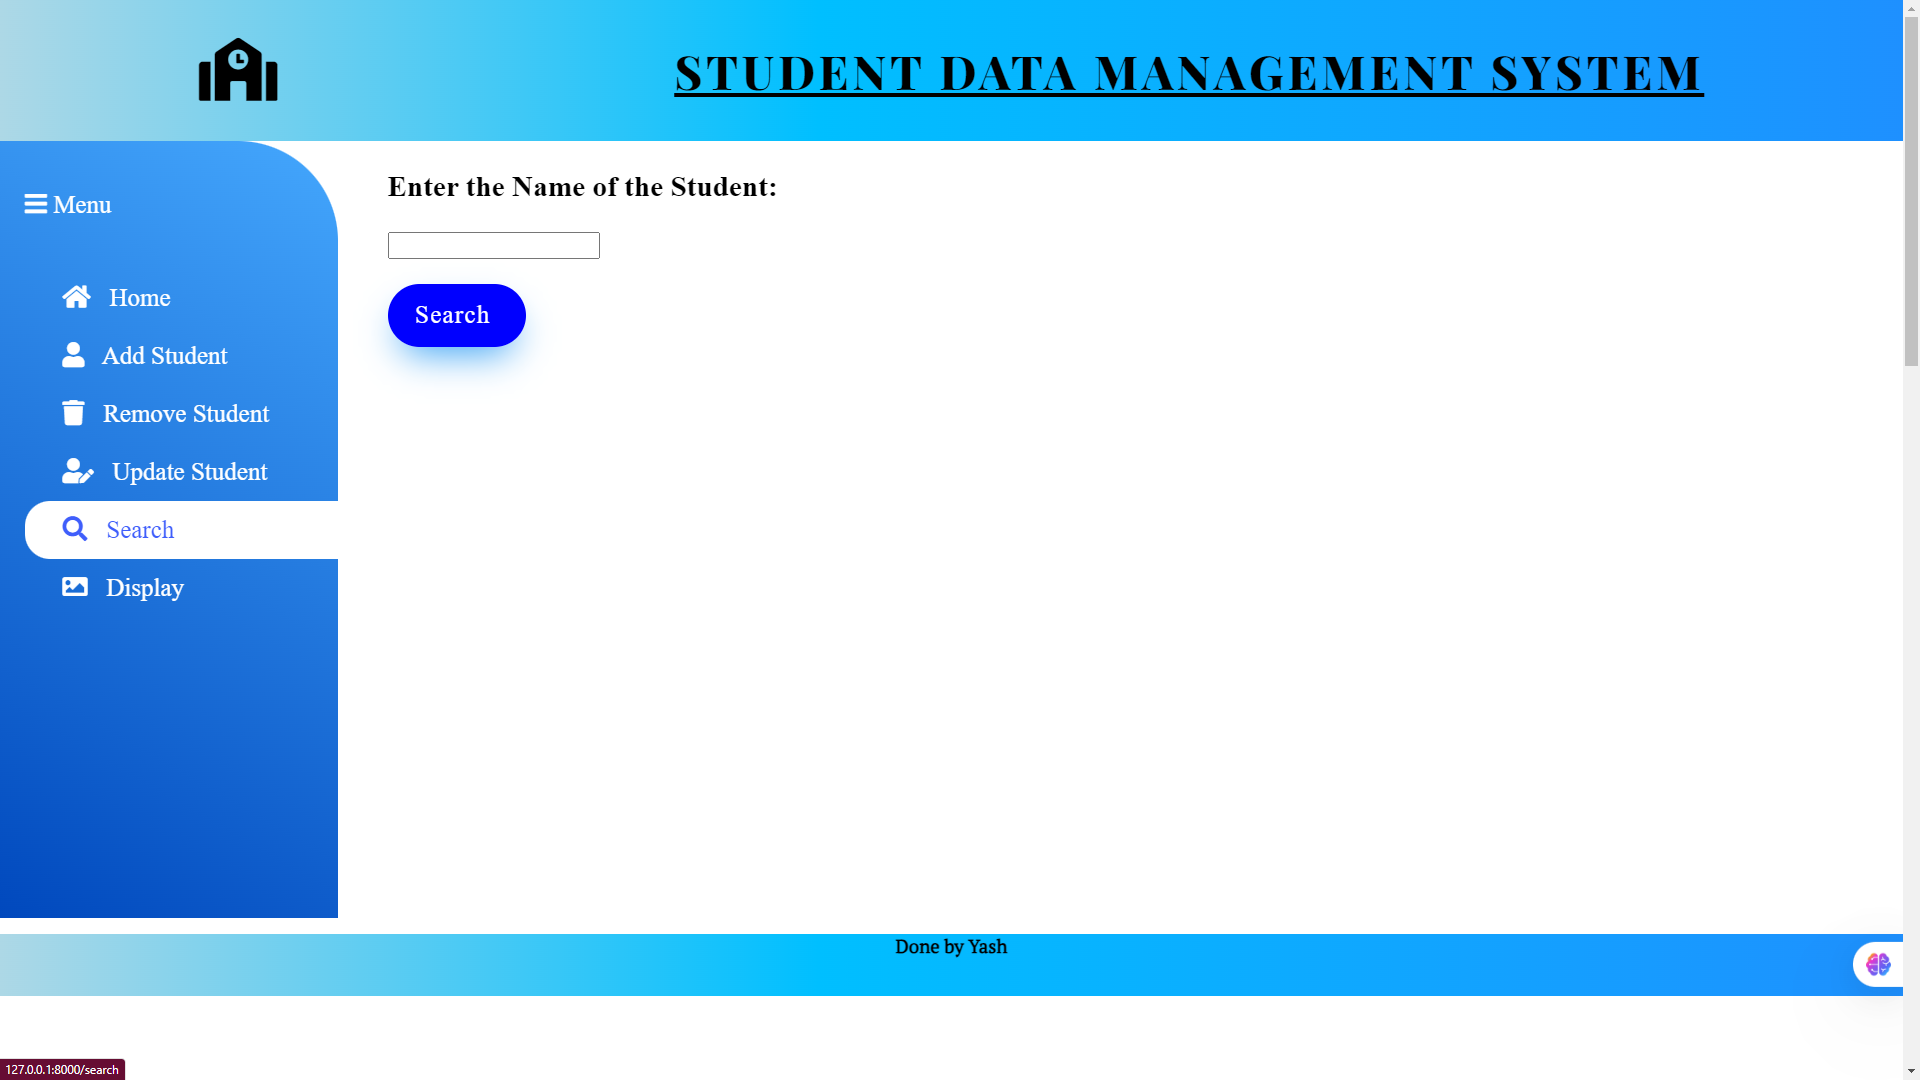 STUDENT DATA MANAGEMENT SYSTEM
Menu
Home
Add Student
Remove Student
Update Student
Search
Display
Enter the Name of the Student:
Search
Done by Yash
127.0.0.1:8000/search